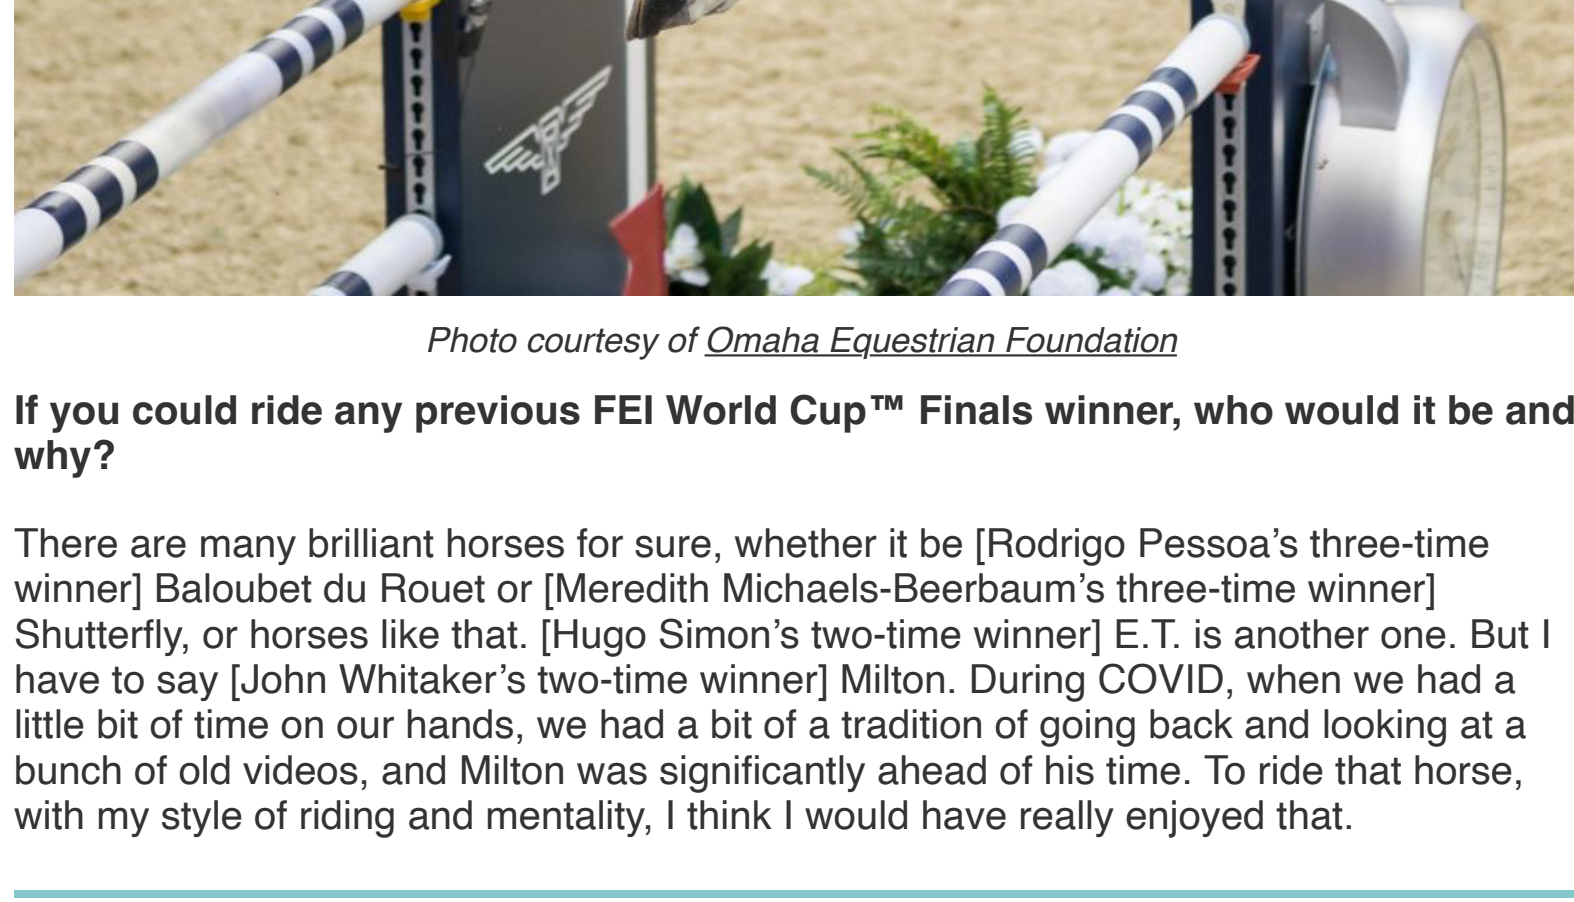 Photo courtesy of Omaha Equestrian Foundation
If you could ride any previous FEI World Cup™ Finals winner, who would it be and
why?
There are many brilliant horses for sure, whether it be [Rodrigo Pessoa’s three-time
winner] Baloubet du Rouet or [Meredith Michaels-Beerbaum’s three-time winner]
Shutterfly, or horses like that. [Hugo Simon’s two-time winner] E.T. is another one. But I
have to say [John Whitaker’s two-time winner] Milton. During COVID, when we had a
little bit of time on our hands, we had a bit of a tradition of going back and looking at a
bunch of old videos, and Milton was significantly ahead of his time. To ride that horse,
with my style of riding and mentality, I think I would have really enjoyed that.